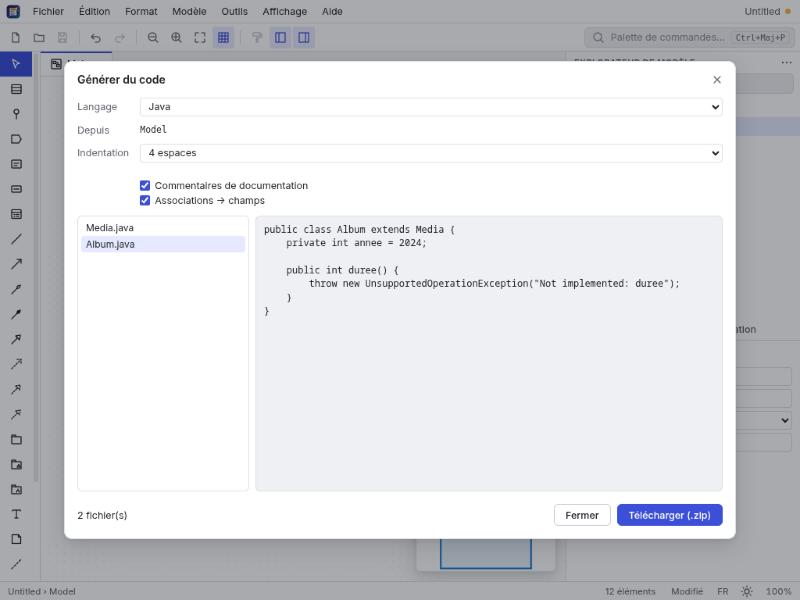 Fichier Édition Format Modèle Outils Affichage Aide Untitled
Palette de commandes... Ctrl+Maj+P
Générer du code
Langage Java
Depuis Model
Indentation 4 espaces
Commentaires de documentation
Associations → champs
Media.java
Album.java
public class Album extends Media {
    private int annee = 2024;
    public int duree() {
        throw new UnsupportedOperationException("Not implemented: duree");
    }
}
2 fichier(s) Fermer Télécharger (.zip)
Untitled › Model 12 éléments Modifié FR 100%